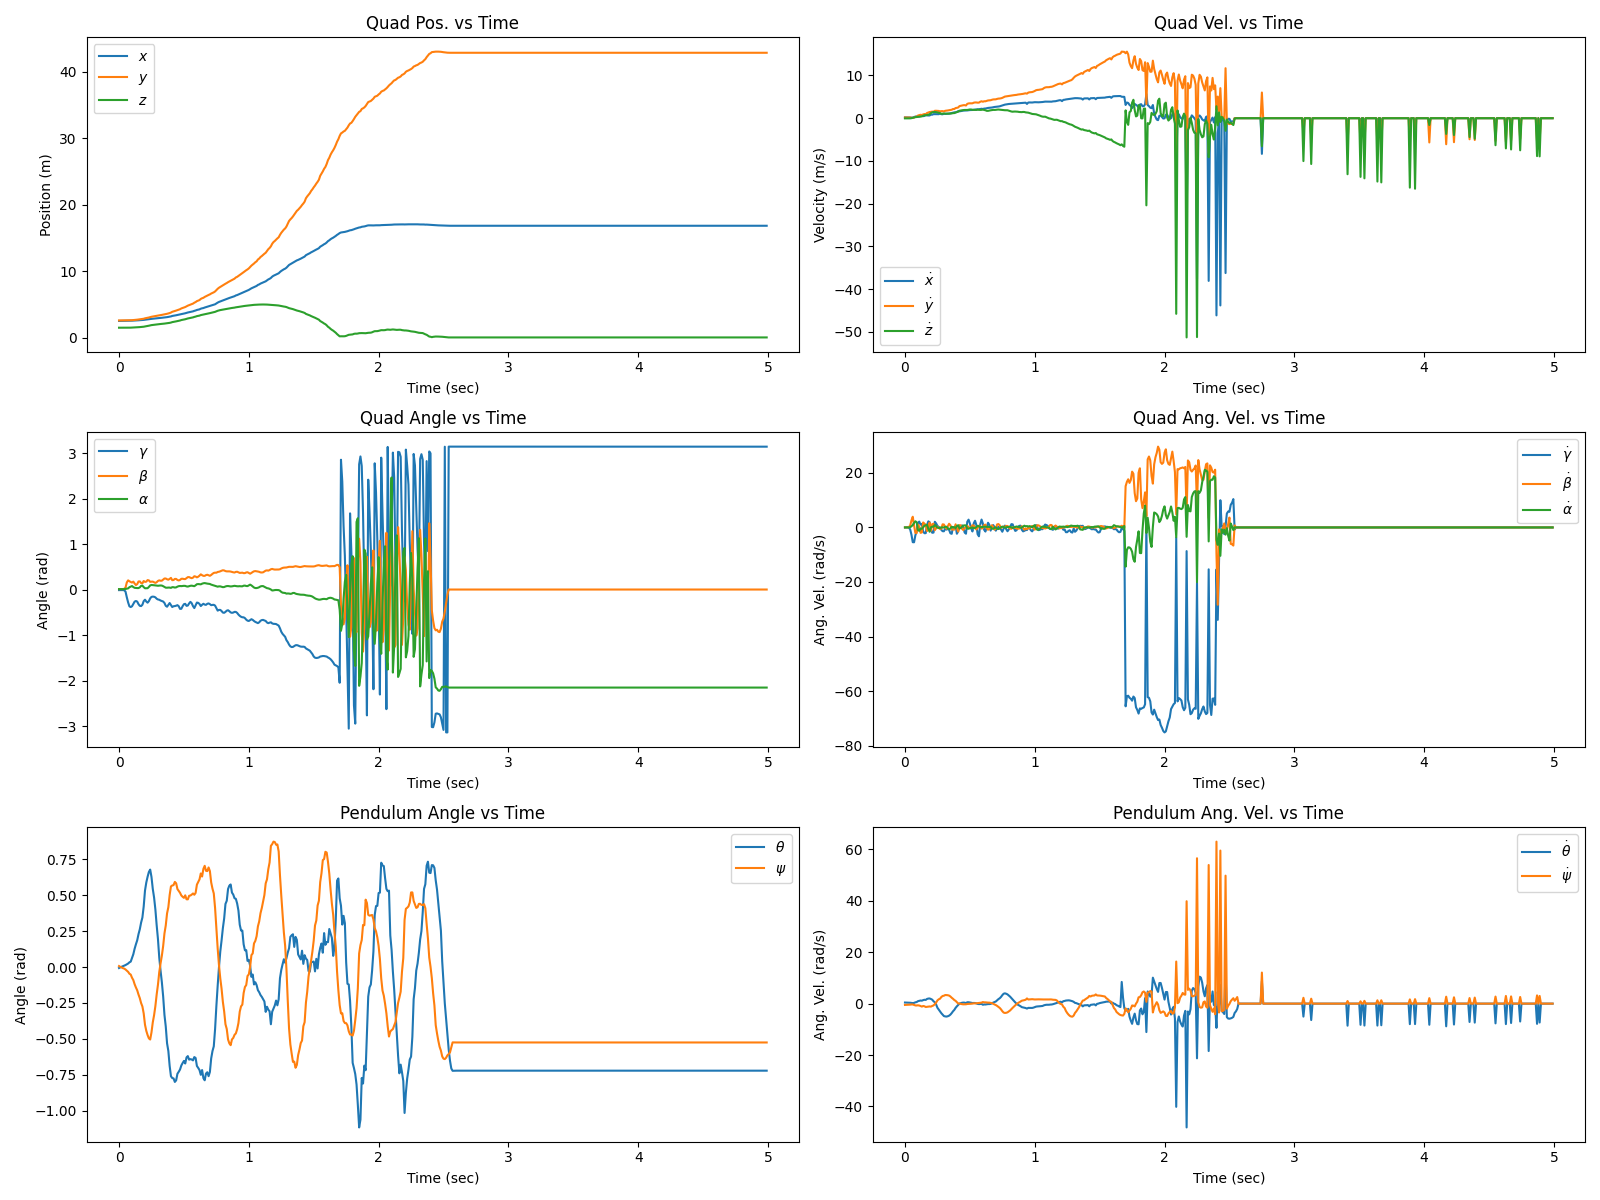 Quad Pos. vs Time
Position (m)
40
30
20
10
0
x
y
z
0 1 2 3 4 5
Time (sec)
Quad Vel. vs Time
Velocity (m/s)
10
0
−10
−20
−30
−40
−50
ẋ
ẏ
ż
0 1 2 3 4 5
Time (sec)
Quad Angle vs Time
Angle (rad)
3
2
1
0
−1
−2
−3
γ
β
α
0 1 2 3 4 5
Time (sec)
Quad Ang. Vel. vs Time
Ang. Vel. (rad/s)
20
0
−20
−40
−60
−80
γ̇
β̇
α̇
0 1 2 3 4 5
Time (sec)
Pendulum Angle vs Time
Angle (rad)
0.75
0.50
0.25
0.00
−0.25
−0.50
−0.75
−1.00
θ
ψ
0 1 2 3 4 5
Time (sec)
Pendulum Ang. Vel. vs Time
Ang. Vel. (rad/s)
60
40
20
0
−20
−40
θ̇
ψ̇
0 1 2 3 4 5
Time (sec)